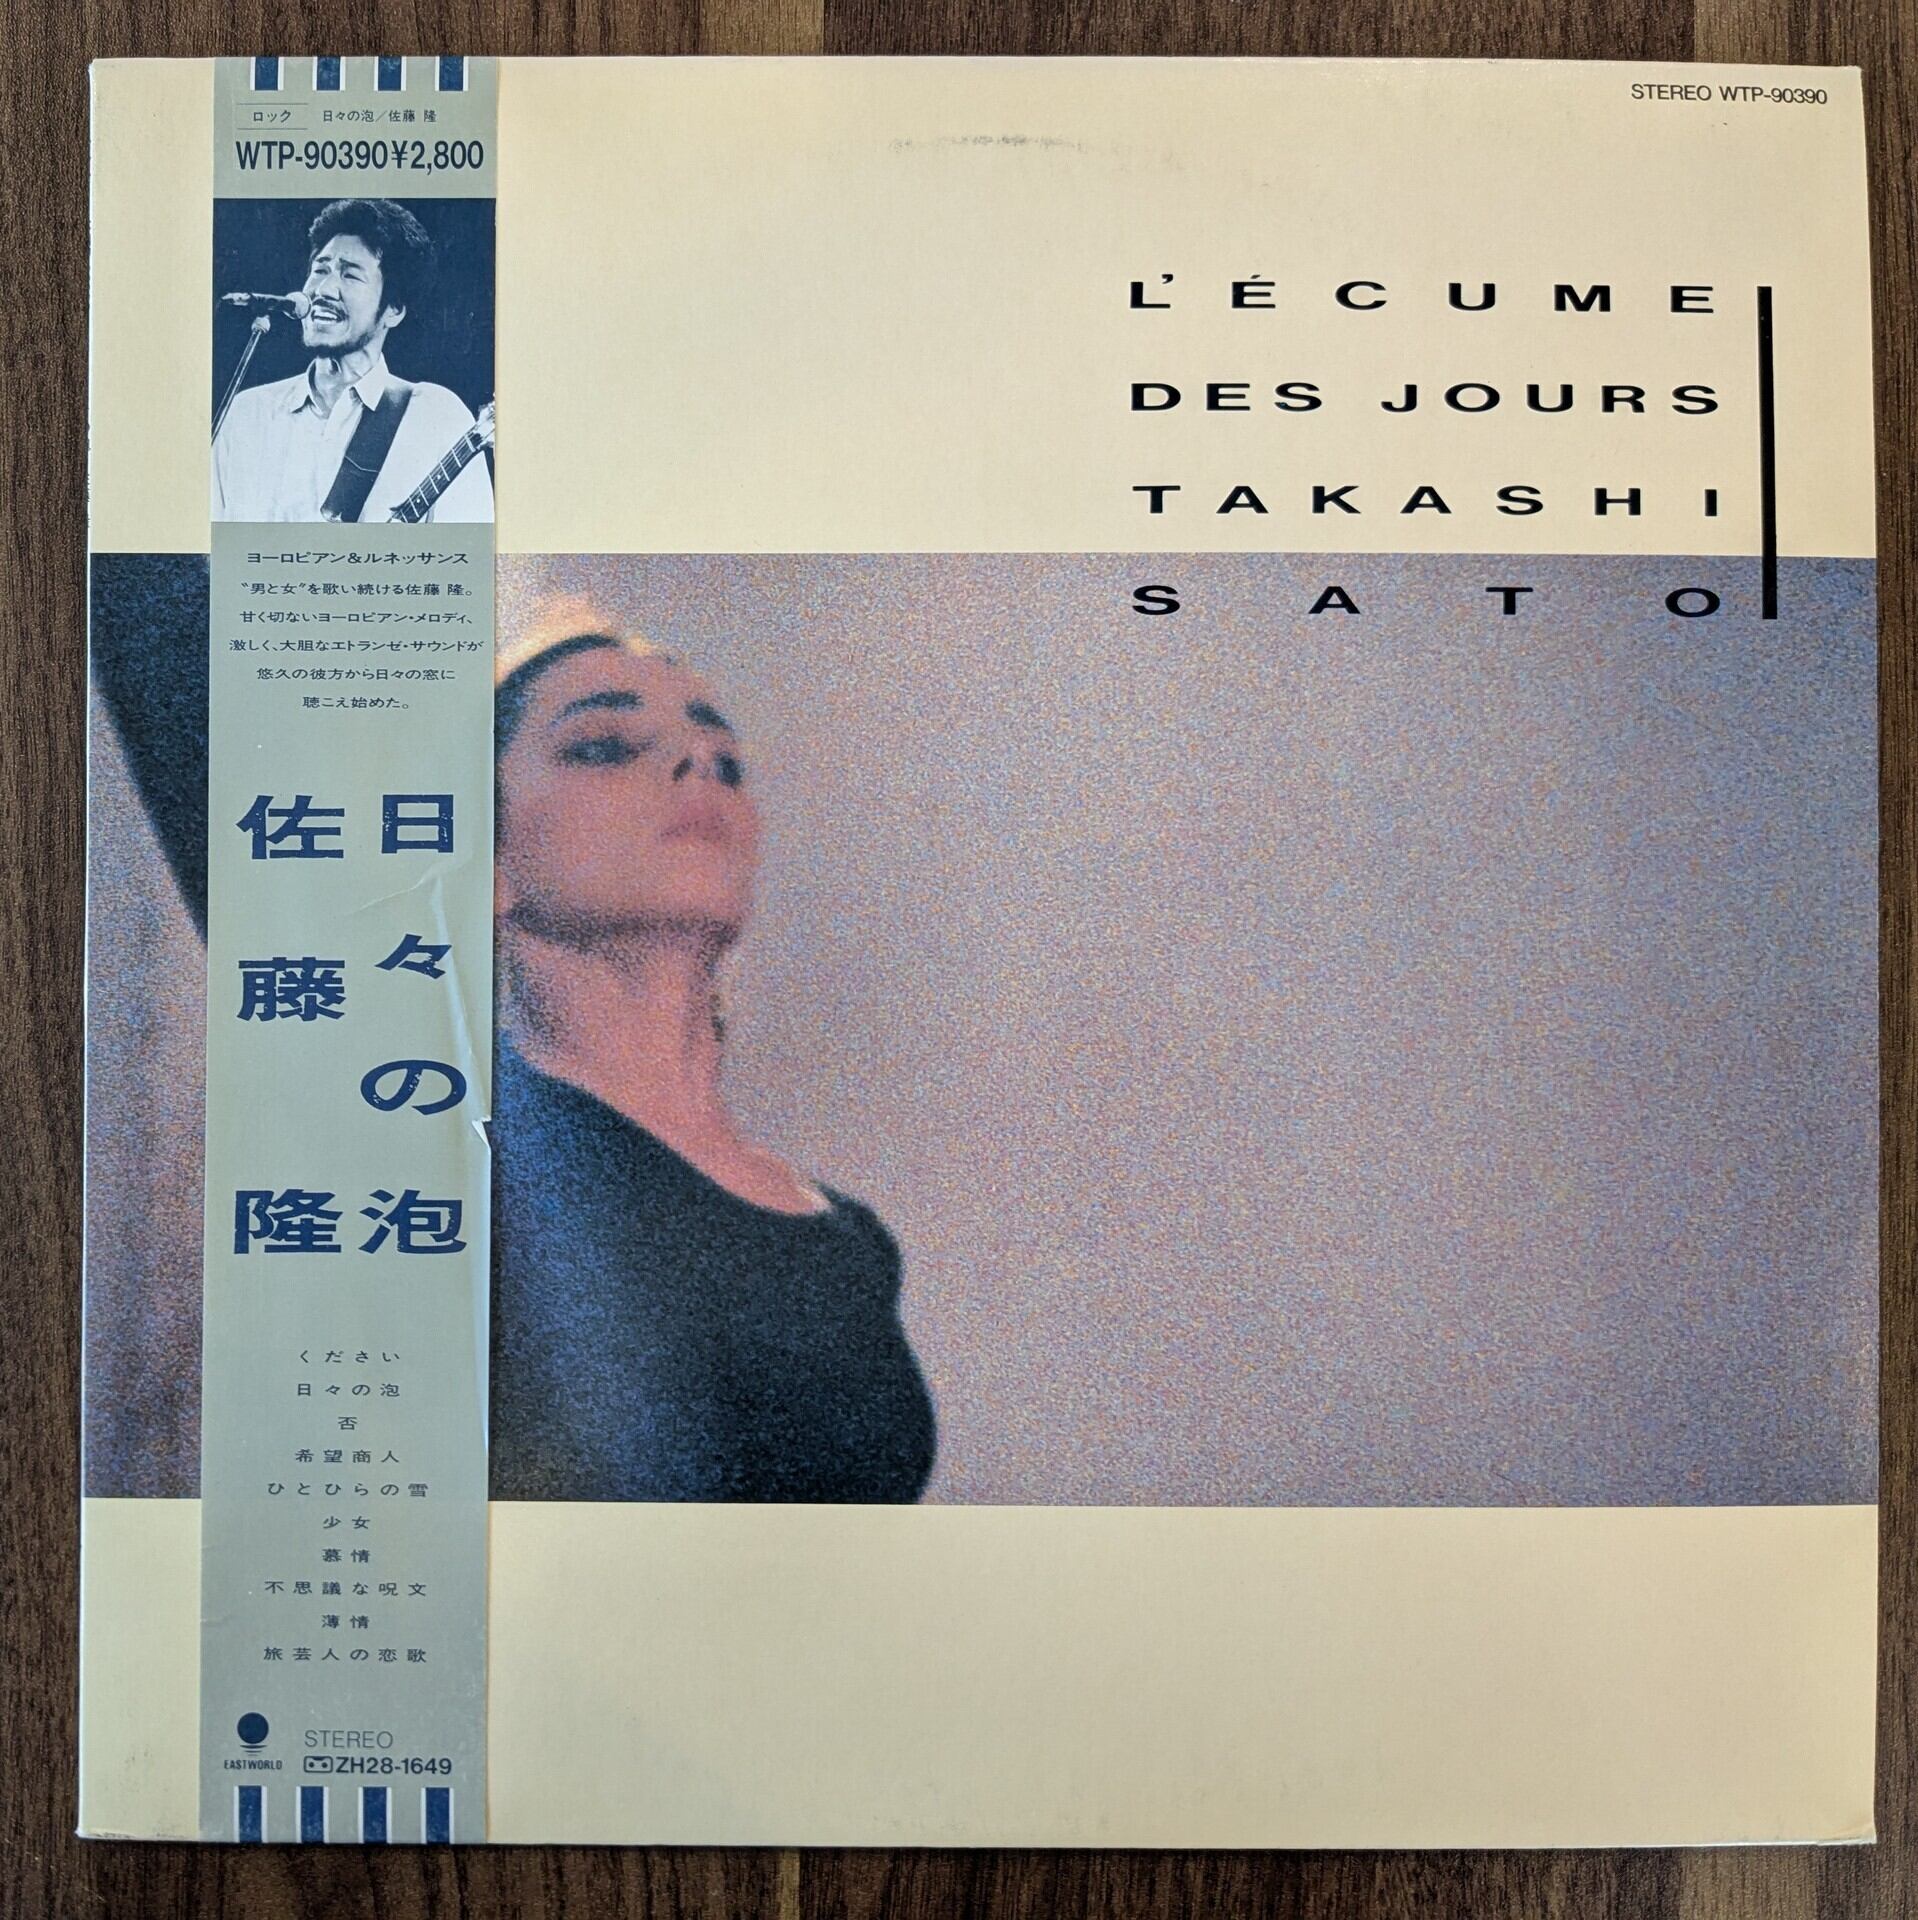 ロック 日々の泡／佐藤 隆
WTP-90390¥2,800
ヨーロピアン&ルネッサンス
〝男と女〟を歌い続ける佐藤 隆。
甘く切ないヨーロピアン・メロディ、
激しく、大胆なエトランゼ・サウンドが
悠久の彼方から日々の窓に
聴こえ始めた。
日々の泡
佐藤隆
ください
日々の泡
否
希望商人
ひとひらの雪
少女
慕情
不思議な呪文
薄情
旅芸人の恋歌
EASTWORLD
STEREO
ZH28-1649
STEREO WTP-90390
L'ÉCUME
DES JOURS
TAKASHI
SATO